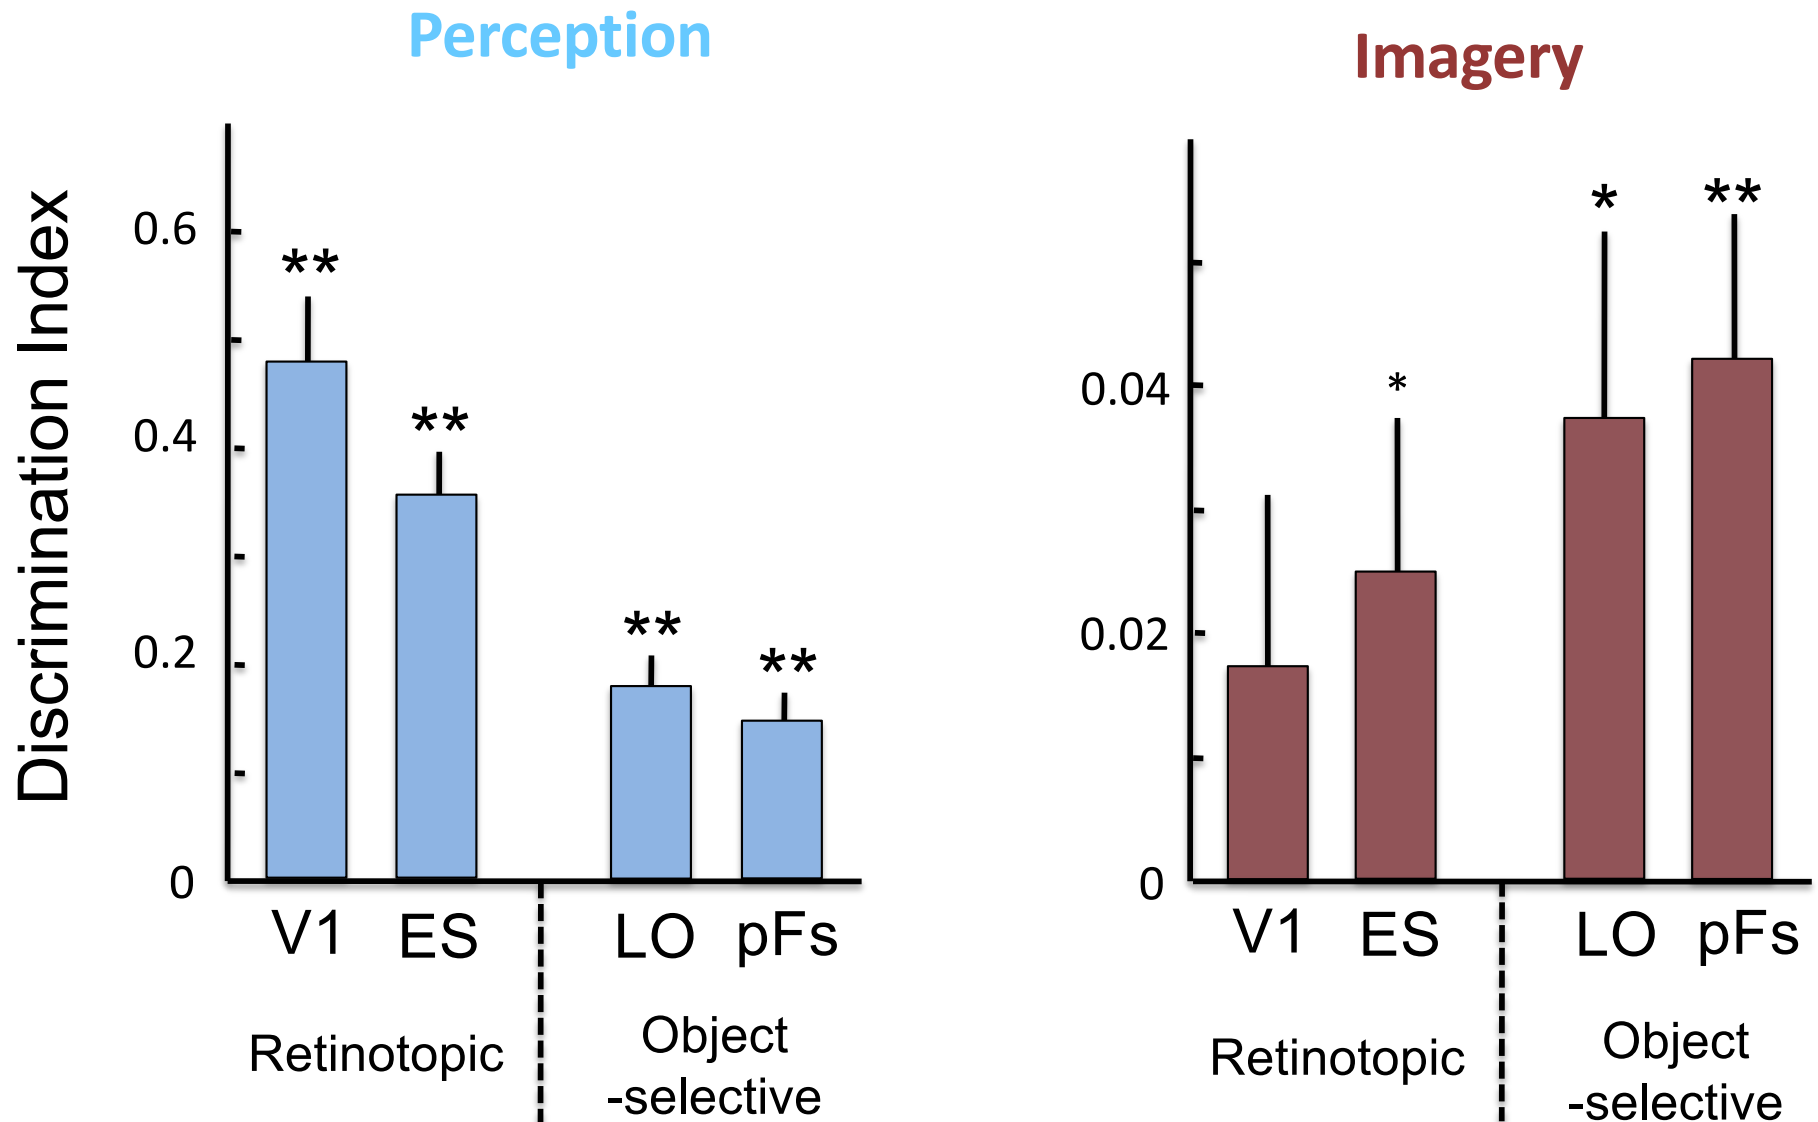 Perception
Discrimination Index
0.6
0.4
0.2
0
**
**
**
**
V1 ES LO pFs
Retinotopic
Object
-selective
Imagery
0.04
0.02
0
*
*
**
V1 ES LO pFs
Retinotopic
Object
-selective